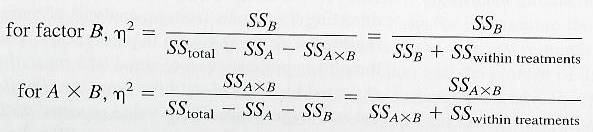 for factor B, η² = SS_B / (SS_total − SS_A − SS_A×B) = SS_B / (SS_B + SS_within treatments)
for A × B, η² = SS_A×B / (SS_total − SS_A − SS_B) = SS_A×B / (SS_A×B + SS_within treatments)